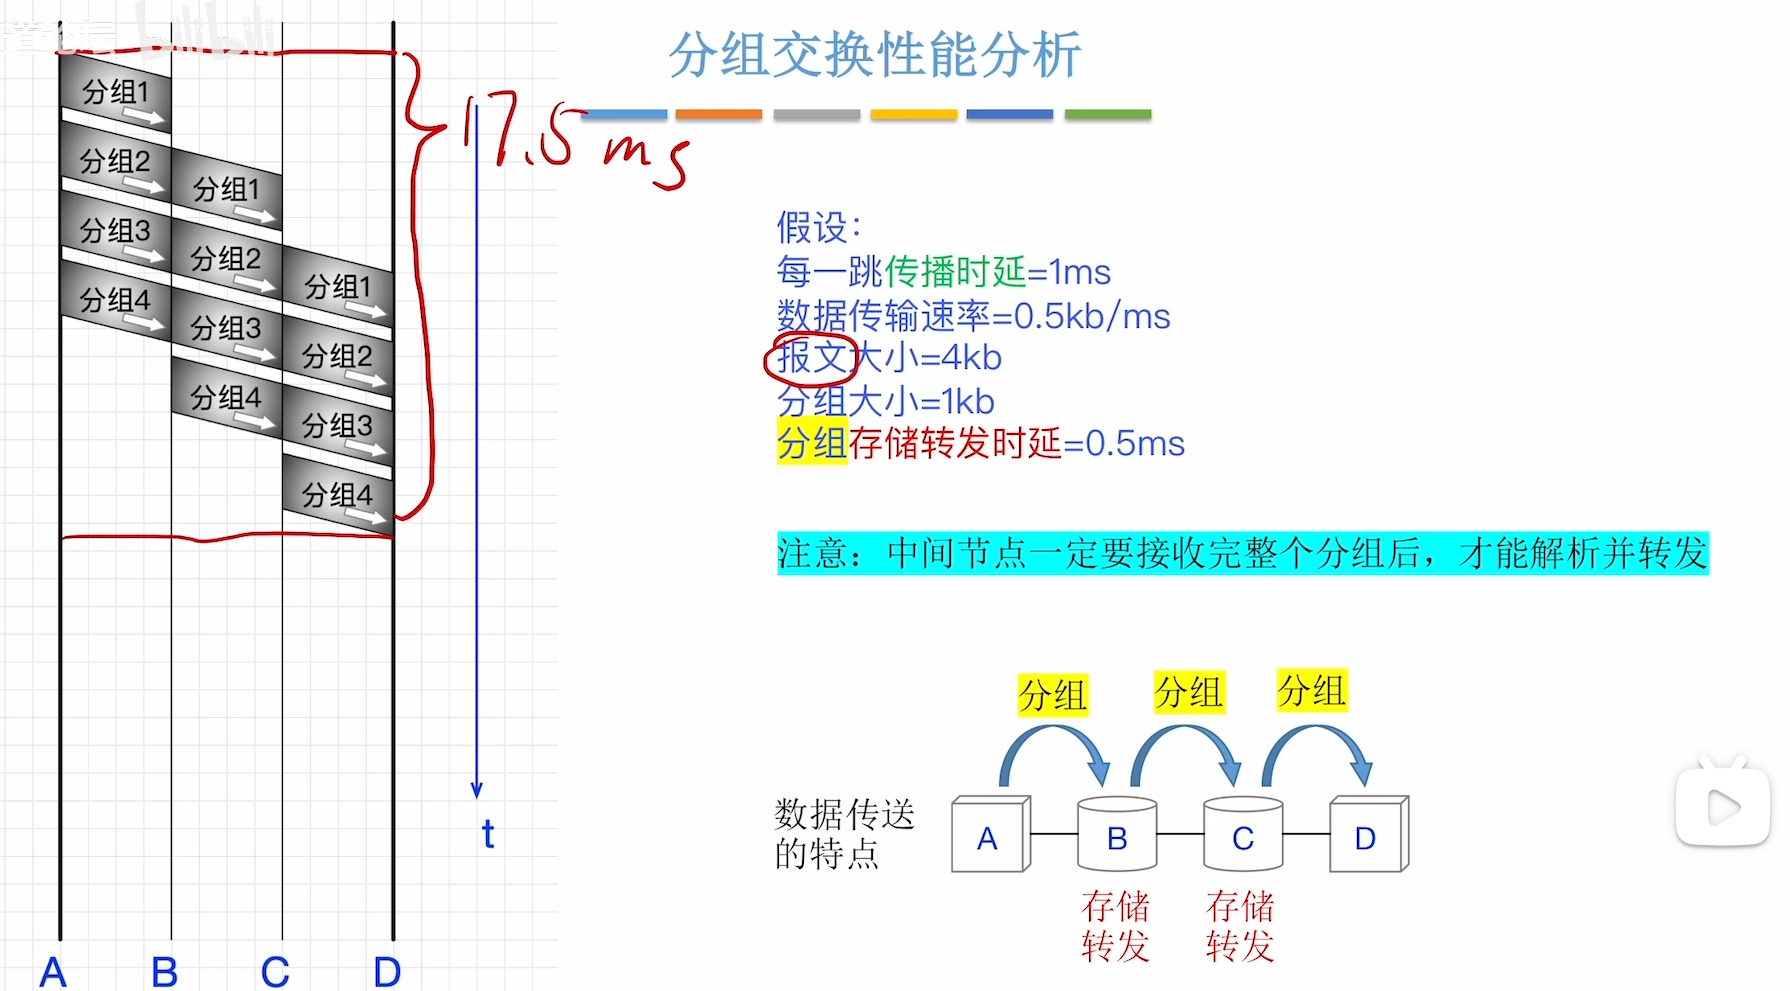 bilibili
分组交换性能分析
17.5 ms
分组1
分组2
分组1
分组3
分组2
分组1
分组4
分组3
分组2
分组4
分组3
分组4
t
A B C D
假设：
每一跳传播时延=1ms
数据传输速率=0.5kb/ms
报文大小=4kb
分组大小=1kb
分组存储转发时延=0.5ms
注意：中间节点一定要接收完整个分组后，才能解析并转发
分组 分组 分组
数据传送
的特点
A B C D
存储 存储
转发 转发